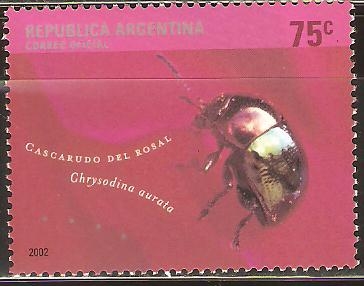 REPUBLICA ARGENTINA
CORREO OFICIAL
75c
CASCARUDO DEL ROSAL
Chrysodina aurata
2002